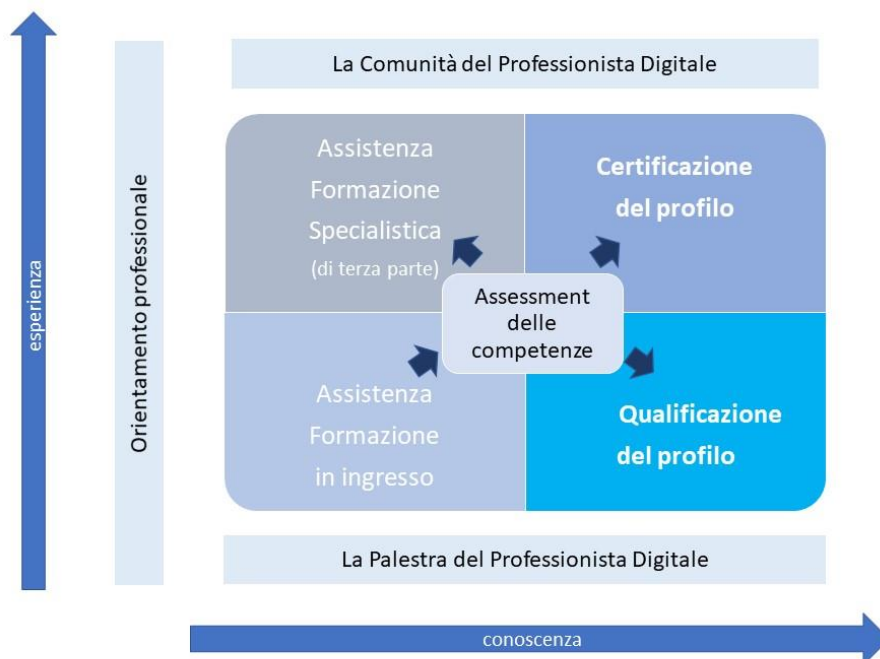 La Comunità del Professionista Digitale
Assistenza
Formazione
Specialistica
(di terza parte)
Certificazione
del profilo
Assessment
delle
competenze
Assistenza
Formazione
in ingresso
Qualificazione
del profilo
La Palestra del Professionista Digitale
Orientamento professionale
esperienza
conoscenza